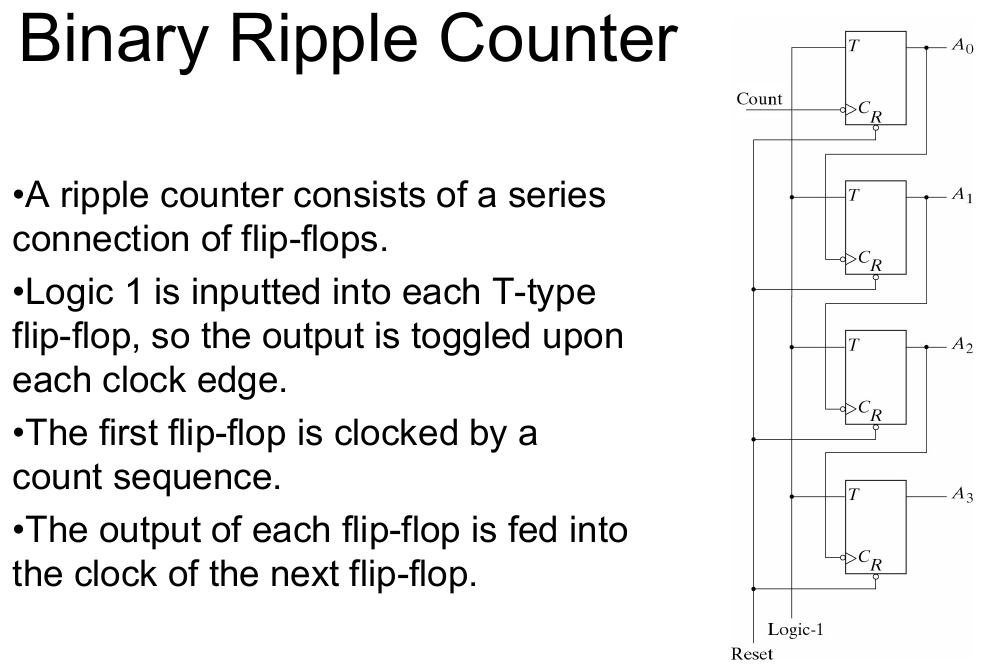 Binary Ripple Counter
•A ripple counter consists of a series
connection of flip-flops.
•Logic 1 is inputted into each T-type
flip-flop, so the output is toggled upon
each clock edge.
•The first flip-flop is clocked by a
count sequence.
•The output of each flip-flop is fed into
the clock of the next flip-flop.
T
A0
Count
C
R
T
A1
C
R
T
A2
C
R
T
A3
C
R
Logic-1
Reset